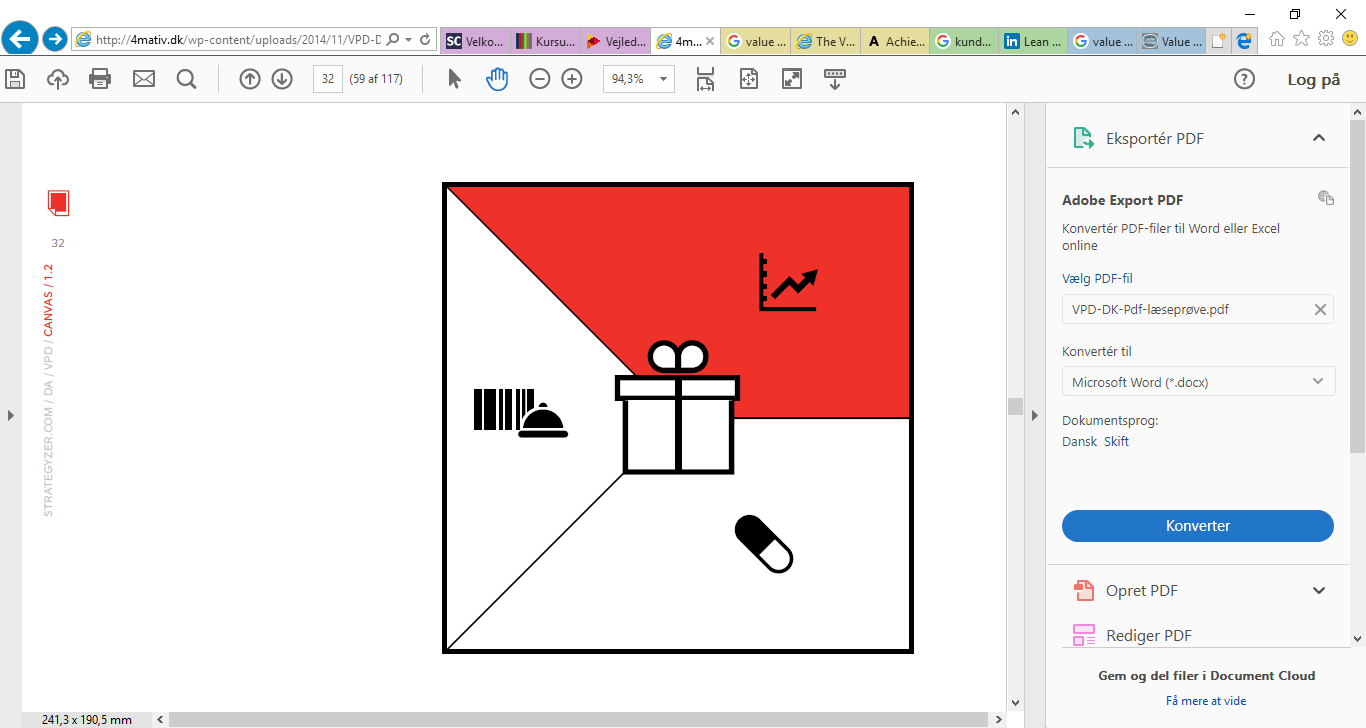 http://4mativ.dk/wp-content/uploads/2014/11/VPD-D
SC Velko...
Kursu...
Vejled...
4m...
value ...
The V...
A Achie...
kund...
in Lean ...
value ...
Value ...
32 (59 af 117)
94,3%
Log på
32
STRATEGYZER.COM / DA / VPD / CANVAS / 1.2
Eksportér PDF
Adobe Export PDF
Konvertér PDF-filer til Word eller Excel
online
Vælg PDF-fil
VPD-DK-Pdf-læseprøve.pdf
Konvertér til
Microsoft Word (*.docx)
Dokumentsprog:
Dansk Skift
Konverter
Opret PDF
Rediger PDF
Gem og del filer i Document Cloud
Få mere at vide
241,3 x 190,5 mm